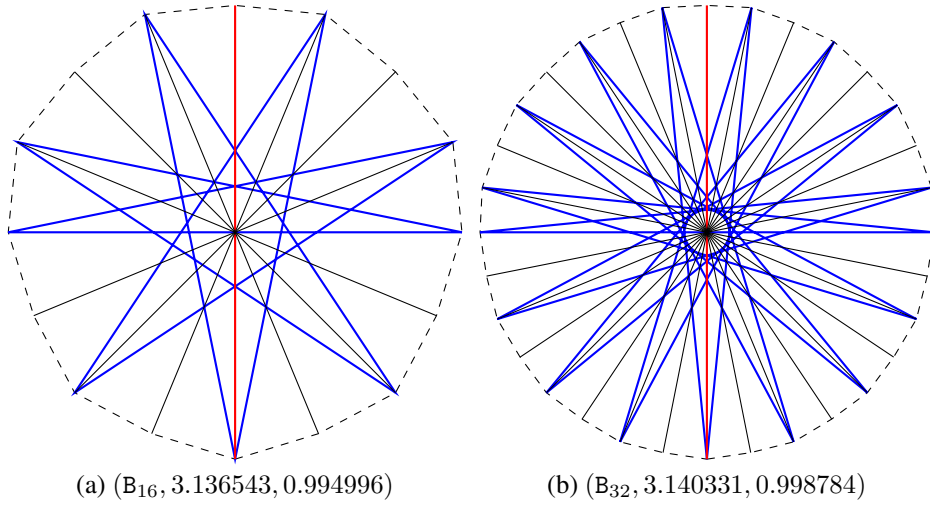 (a) (B₁₆, 3.136543, 0.994996)
(b) (B₃₂, 3.140331, 0.998784)